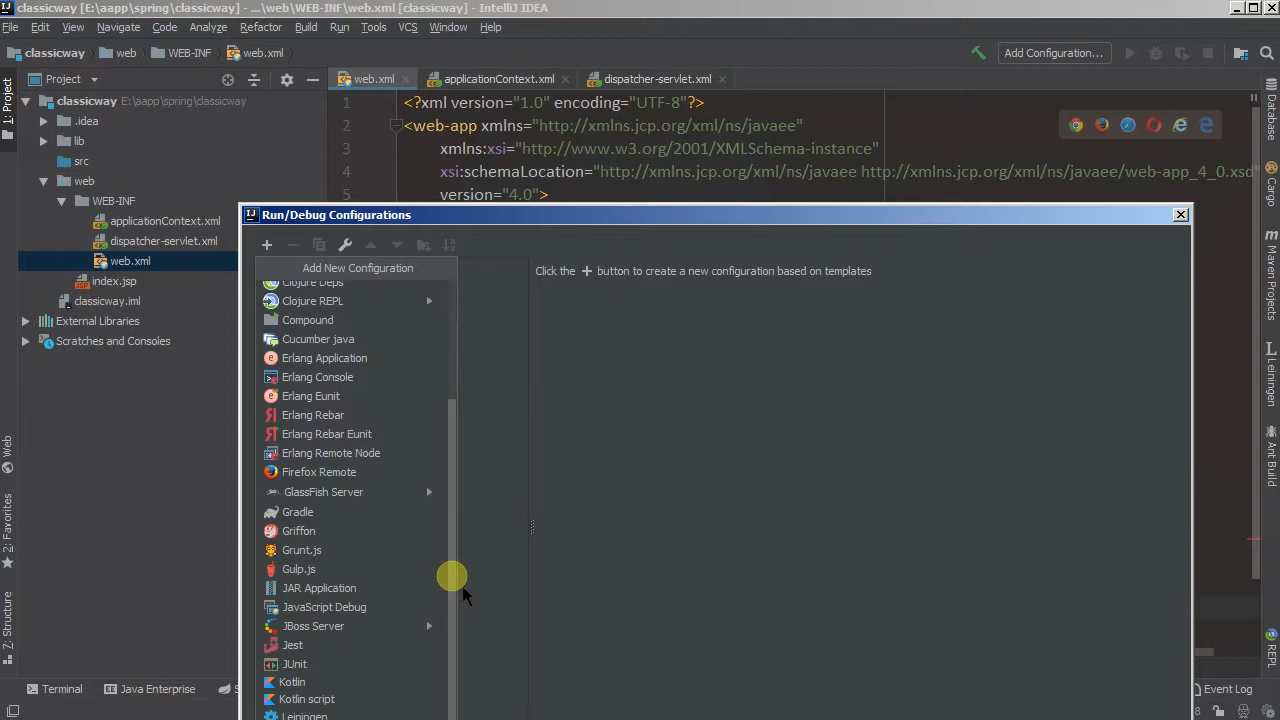 classicway [E:\aapp\spring\classicway] - ...\web\WEB-INF\web.xml [classicway] - IntelliJ IDEA
File Edit View Navigate Code Analyze Refactor Build Run Tools VCS Window Help
classicway web WEB-INF web.xml Add Configuration...
1: Project
Project
web.xml applicationContext.xml dispatcher-servlet.xml
classicway E:\aapp\spring\classicway
.idea
lib
src
web
WEB-INF
applicationContext.xml
dispatcher-servlet.xml
web.xml
index.jsp
classicway.iml
External Libraries
Scratches and Consoles
1 <?xml version="1.0" encoding="UTF-8"?>
2 <web-app xmlns="http://xmlns.jcp.org/xml/ns/javaee"
3 xmlns:xsi="http://www.w3.org/2001/XMLSchema-instance"
4 xsi:schemaLocation="http://xmlns.jcp.org/xml/ns/javaee http://xmlns.jcp.org/xml/ns/javaee/web-app_4_0.xsd"
5 version="4.0">
Run/Debug Configurations
Add New Configuration
Click the + button to create a new configuration based on templates
Clojure Deps
Clojure REPL
Compound
Cucumber java
Erlang Application
Erlang Console
Erlang Eunit
Erlang Rebar
Erlang Rebar Eunit
Erlang Remote Node
Firefox Remote
GlassFish Server
Gradle
Griffon
Grunt.js
Gulp.js
JAR Application
JavaScript Debug
JBoss Server
Jest
JUnit
Kotlin
Kotlin script
Leiningen
Web
2: Favorites
Z: Structure
Database
Cargo
Maven Projects
Leiningen
Ant Build
REPL
Terminal Java Enterprise Event Log